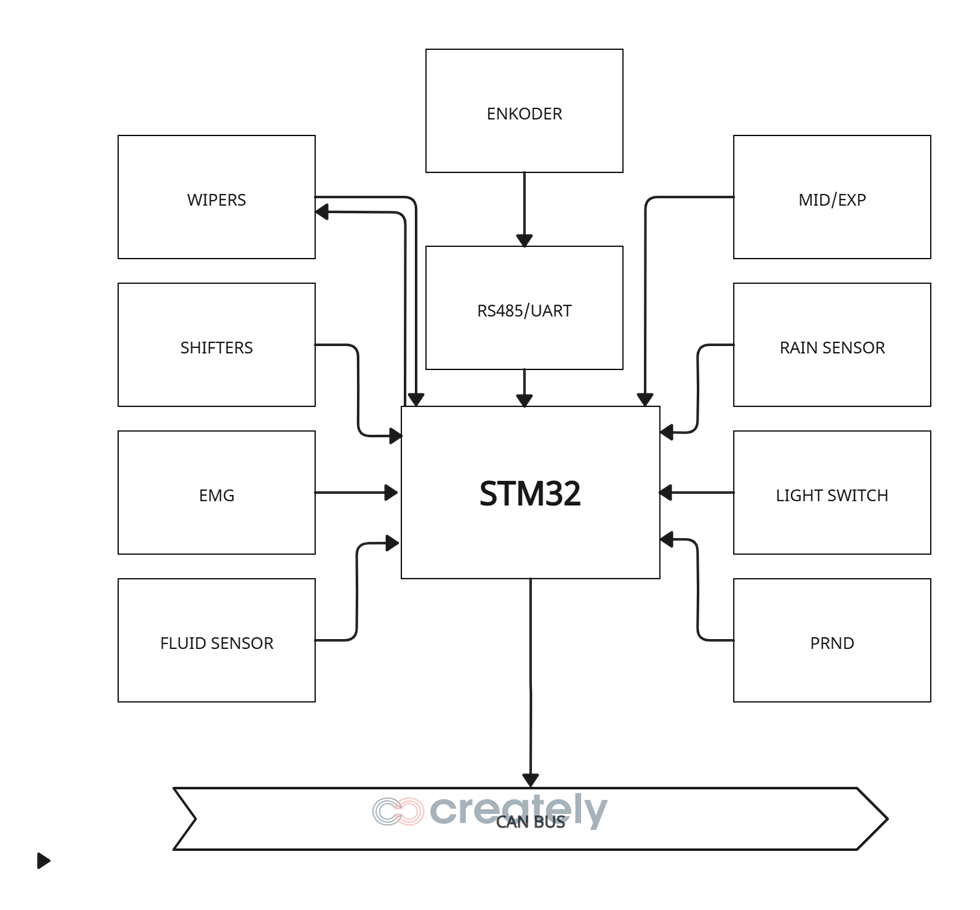 ENKODER
WIPERS
MID/EXP
RS485/UART
SHIFTERS
RAIN SENSOR
STM32
EMG
LIGHT SWITCH
FLUID SENSOR
PRND
creately
CAN BUS